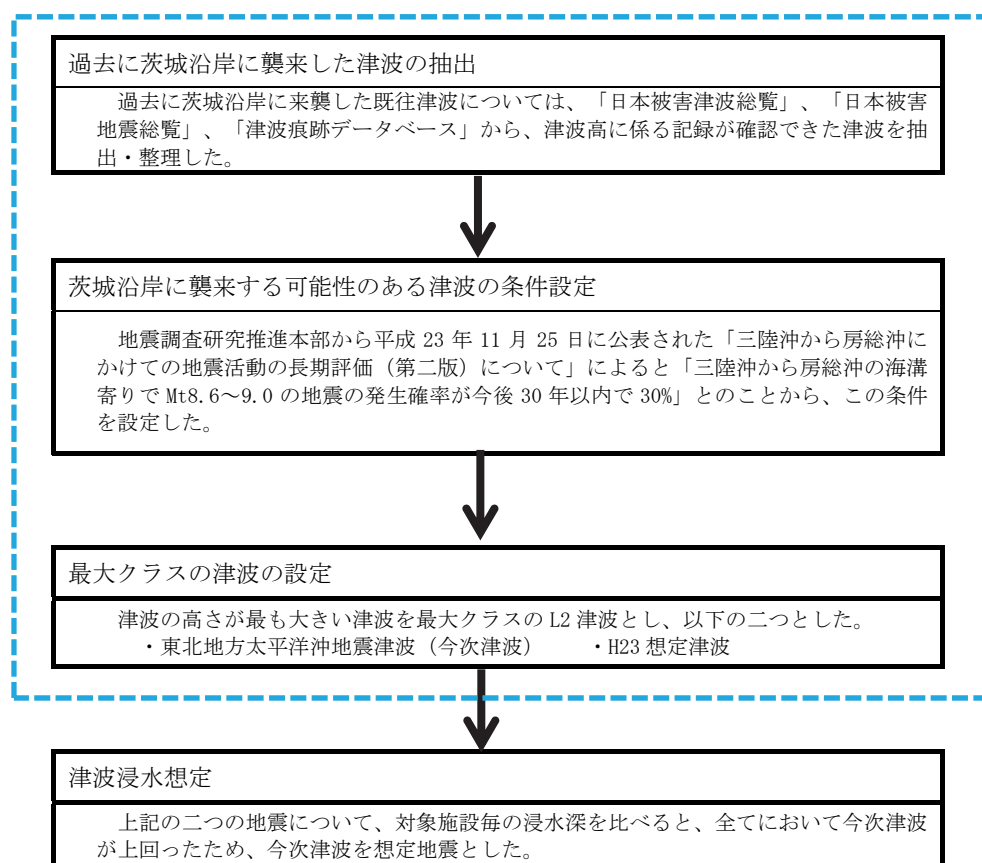 過去に茨城沿岸に襲来した津波の抽出
過去に茨城沿岸に来襲した既往津波については、「日本被害津波総覧」、「日本被害
地震総覧」、「津波痕跡データベース」から、津波高に係る記録が確認できた津波を抽
出・整理した。
茨城沿岸に襲来する可能性のある津波の条件設定
地震調査研究推進本部から平成 23 年 11 月 25 日に公表された「三陸沖から房総沖に
かけての地震活動の長期評価（第二版）について」によると「三陸沖から房総沖の海溝
寄りで Mt8.6～9.0 の地震の発生確率が今後 30 年以内で 30%」とのことから、この条件
を設定した。
最大クラスの津波の設定
津波の高さが最も大きい津波を最大クラスの L2 津波とし、以下の二つとした。
・東北地方太平洋沖地震津波（今次津波）　　・H23 想定津波
津波浸水想定
上記の二つの地震について、対象施設毎の浸水深を比べると、全てにおいて今次津波
が上回ったため、今次津波を想定地震とした。